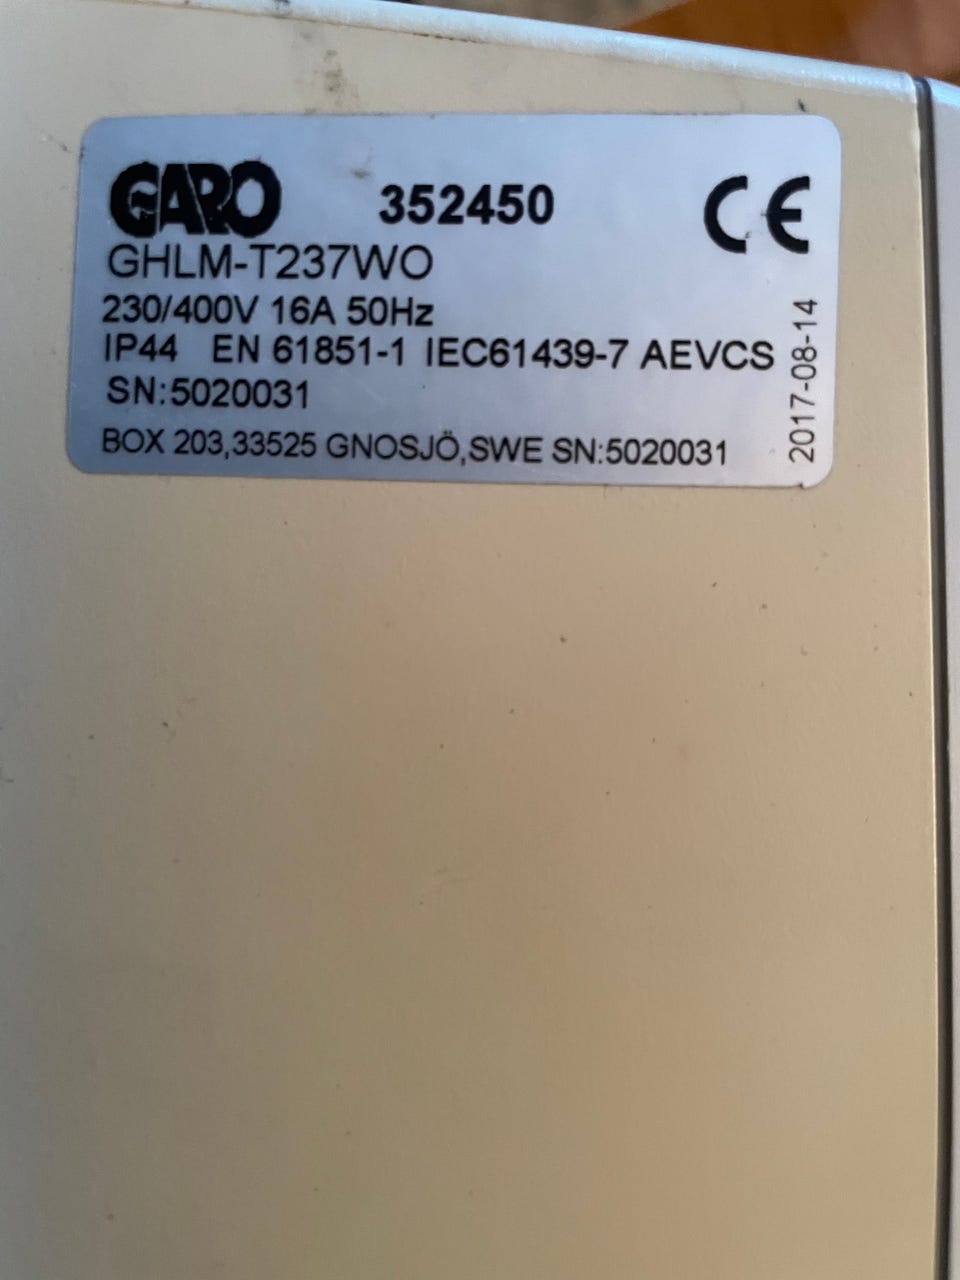 GARO 352450 CE
GHLM-T237WO
230/400V 16A 50Hz
IP44 EN 61851-1 IEC61439-7 AEVCS
SN:5020031
BOX 203,33525 GNOSJÖ,SWE SN:5020031
2017-08-14